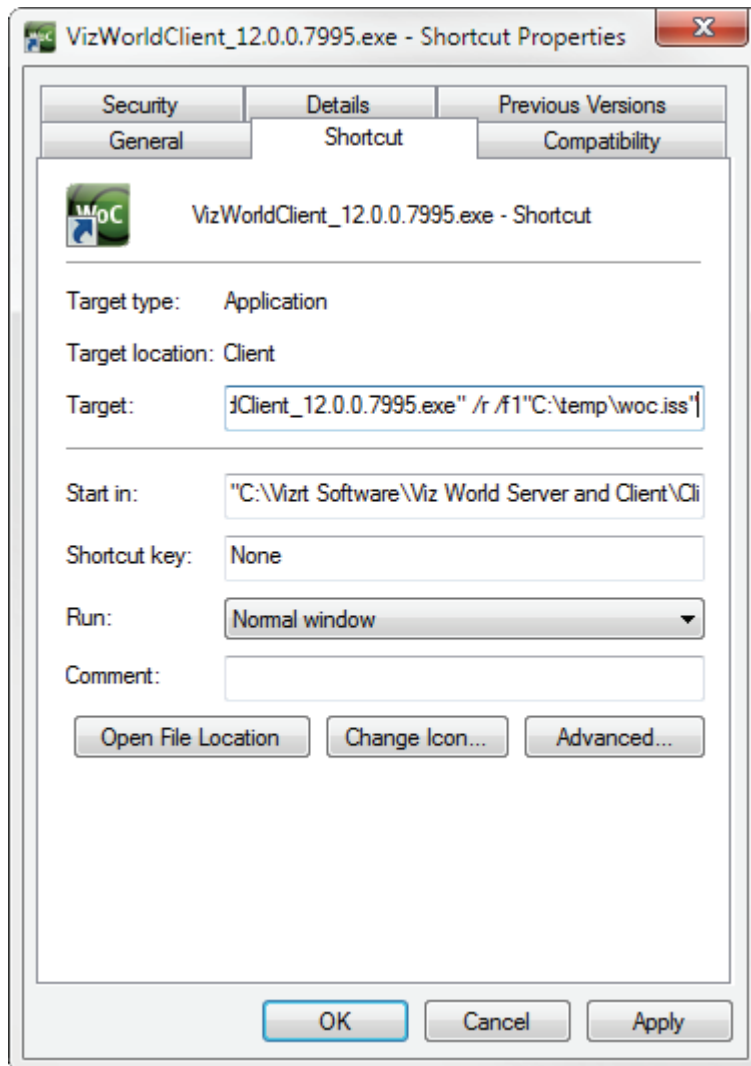 VizWorldClient_12.0.0.7995.exe - Shortcut Properties
Security Details Previous Versions
General Shortcut Compatibility
WoC
VizWorldClient_12.0.0.7995.exe - Shortcut
Target type: Application
Target location: Client
Target: dClient_12.0.0.7995.exe" /r /f1"C:\temp\woc.iss"
Start in: "C:\Vizrt Software\Viz World Server and Client\Cli
Shortcut key: None
Run: Normal window
Comment:
Open File Location Change Icon... Advanced...
OK Cancel Apply